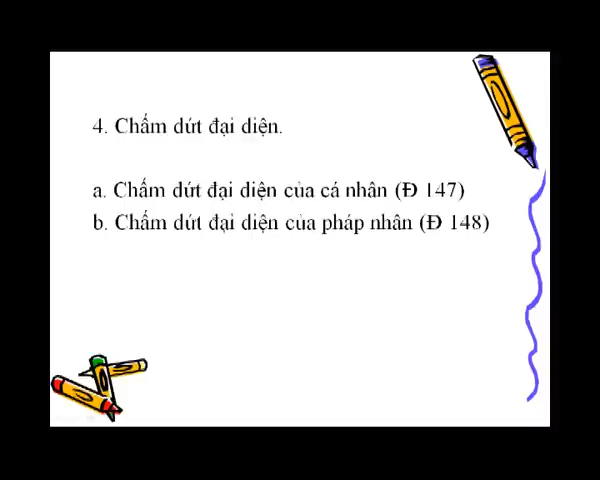 4. Chấm dứt đại diện.
a. Chấm dứt đại diện của cá nhân (Đ 147)
b. Chấm dứt đại diện của pháp nhân (Đ 148)